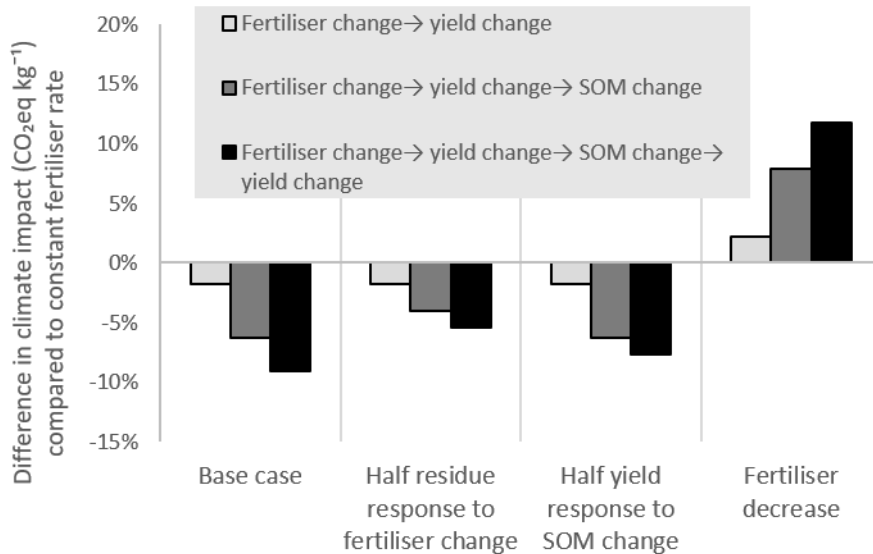 Difference in climate impact (CO₂eq kg⁻¹)
compared to constant fertiliser rate
20%
15%
10%
5%
0%
-5%
-10%
-15%
Fertiliser change→ yield change
Fertiliser change→ yield change→ SOM change
Fertiliser change→ yield change→ SOM change→
yield change
Base case
Half residue
response to
fertiliser change
Half yield
response to
SOM change
Fertiliser
decrease